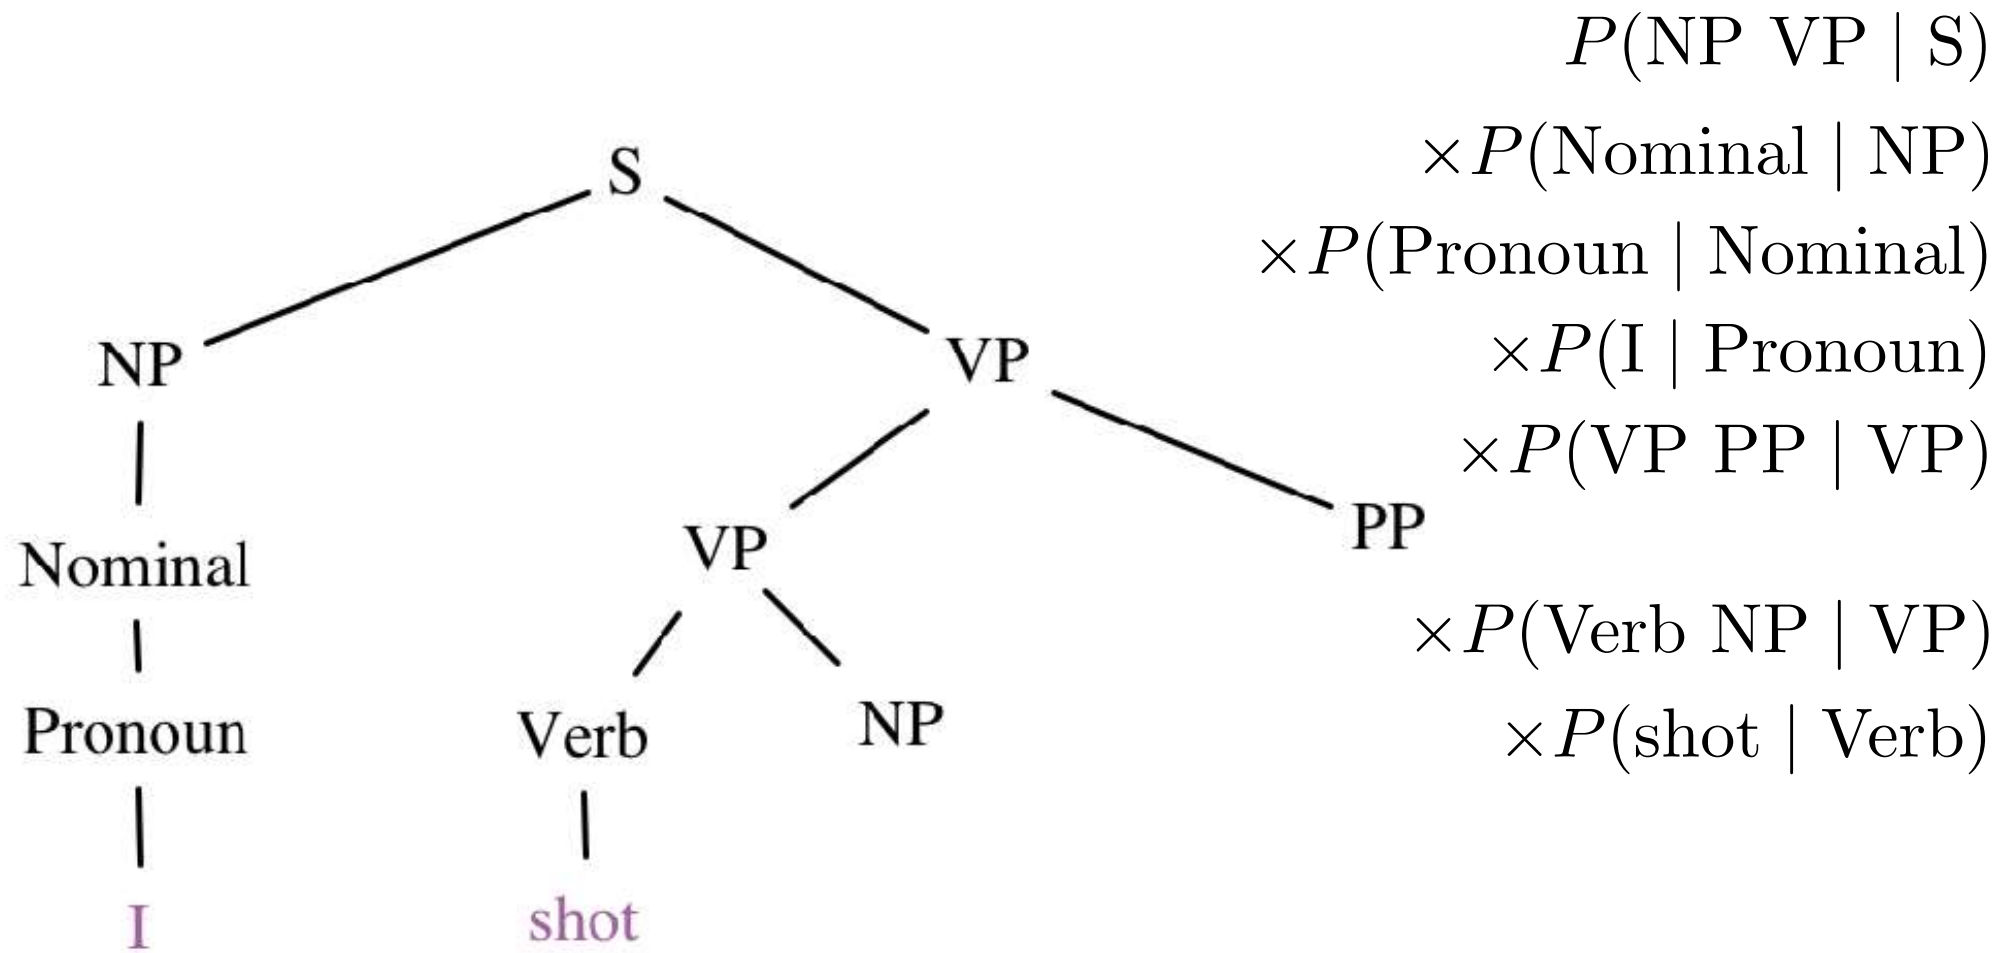 P(NP VP | S)
×P(Nominal | NP)
S
×P(Pronoun | Nominal)
NP VP ×P(I | Pronoun)
×P(VP PP | VP)
Nominal VP PP
×P(Verb NP | VP)
Pronoun Verb NP ×P(shot | Verb)
I shot